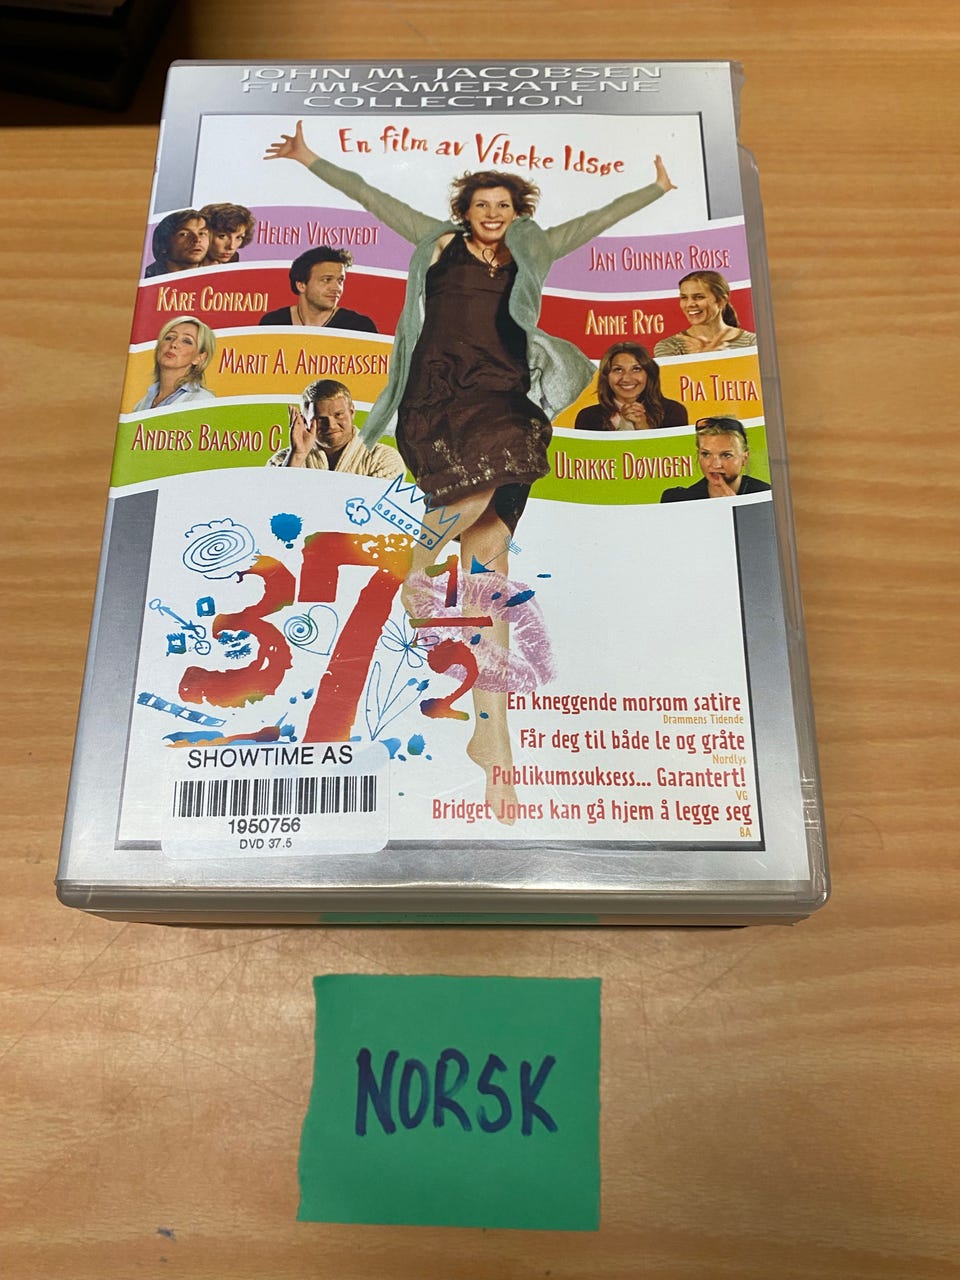 JOHN M. JACOBSEN
FILMKAMERATENE
COLLECTION
En film av Vibeke Idsøe
HELEN VIKSTVEDT
JAN GUNNAR RØISE
KÅRE CONRADI
ANNE RYG
MARIT A. ANDREASSEN
PIA TJELTA
ANDERS BAASMO C
ULRIKKE DØVIGEN
37 1/2
En kneggende morsom satire
Drammens Tidende
Får deg til både le og gråte
Nordlys
Publikumssuksess... Garantert!
VG
Bridget Jones kan gå hjem å legge seg
BA
SHOWTIME AS
1950756
DVD 37.5
NORSK